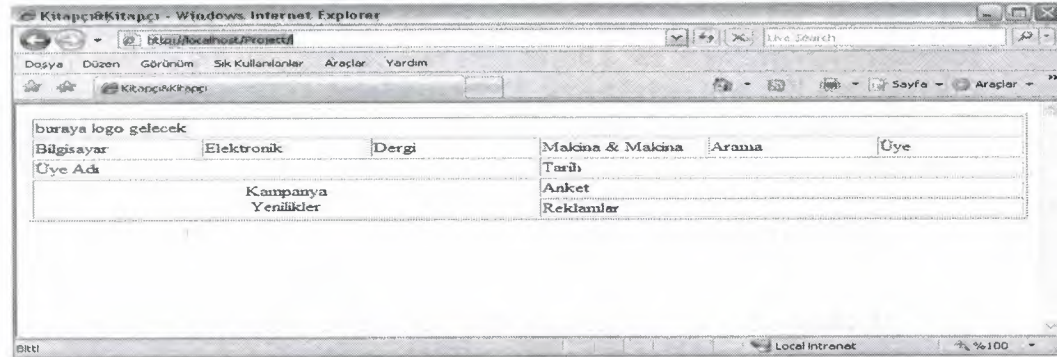 Kitapçı&Kitapçı - Windows Internet Explorer
http://localhost/Project/ Live Search
Dosya Düzen Görünüm Sık Kullanılanlar Araçlar Yardım
Kitapçı&Kitapçı Sayfa Araçlar
buraya logo gelecek
Bilgisayar Elektronik Dergi Makina & Makina Arama Üye
Üye Adı Tarih
Kampanya Anket
Yenilikler Reklamlar
Bitti Local intranet %100